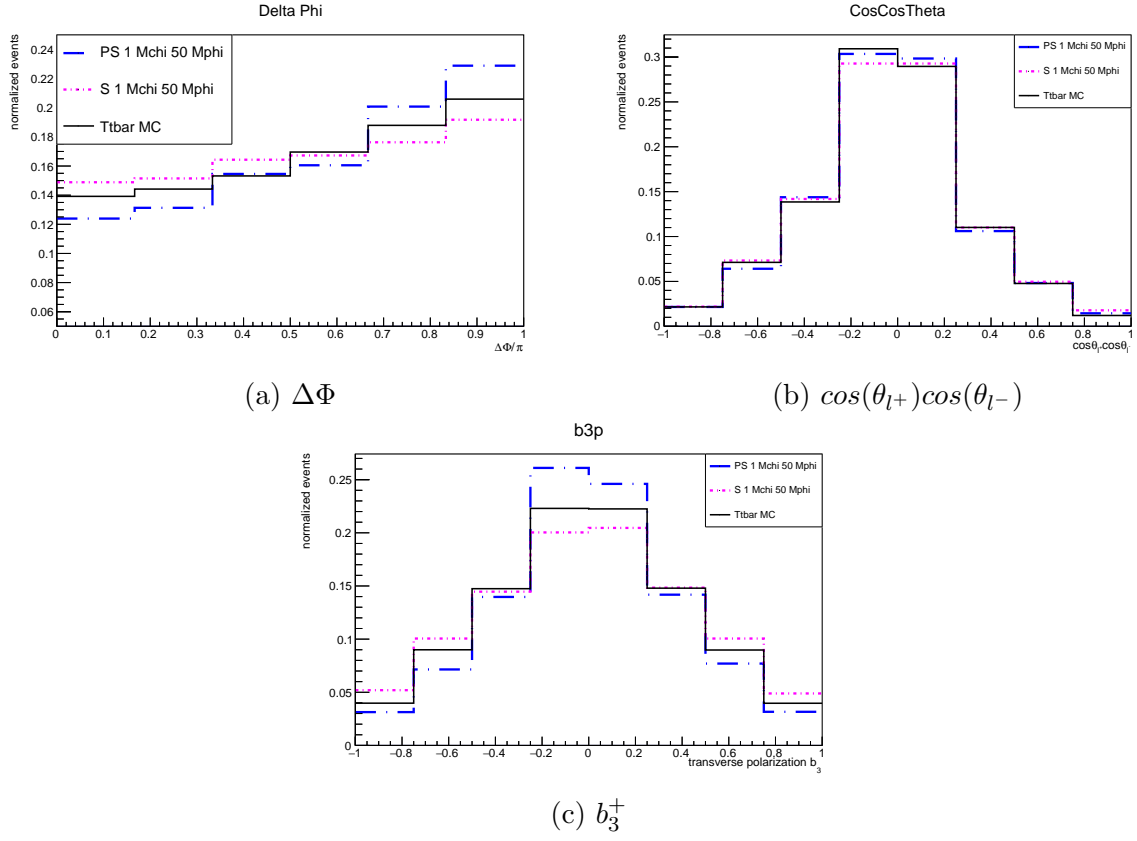 Delta Phi
normalized events
0.24
0.22
0.2
0.18
0.16
0.14
0.12
0.1
0.08
0.06
PS 1 Mchi 50 Mphi
S 1 Mchi 50 Mphi
Ttbar MC
0 0.1 0.2 0.3 0.4 0.5 0.6 0.7 0.8 0.9 1
ΔΦ/π
(a) ΔΦ
CosCosTheta
normalized events
0.3
0.25
0.2
0.15
0.1
0.05
0
PS 1 Mchi 50 Mphi
S 1 Mchi 50 Mphi
Ttbar MC
−1 −0.8 −0.6 −0.4 −0.2 0 0.2 0.4 0.6 0.8 1
cosθl+cosθl-
(b) cos(θl+)cos(θl−)
b3p
normalized events
0.25
0.2
0.15
0.1
0.05
0
PS 1 Mchi 50 Mphi
S 1 Mchi 50 Mphi
Ttbar MC
−1 −0.8 −0.6 −0.4 −0.2 0 0.2 0.4 0.6 0.8 1
transverse polarization b3
(c) b3+